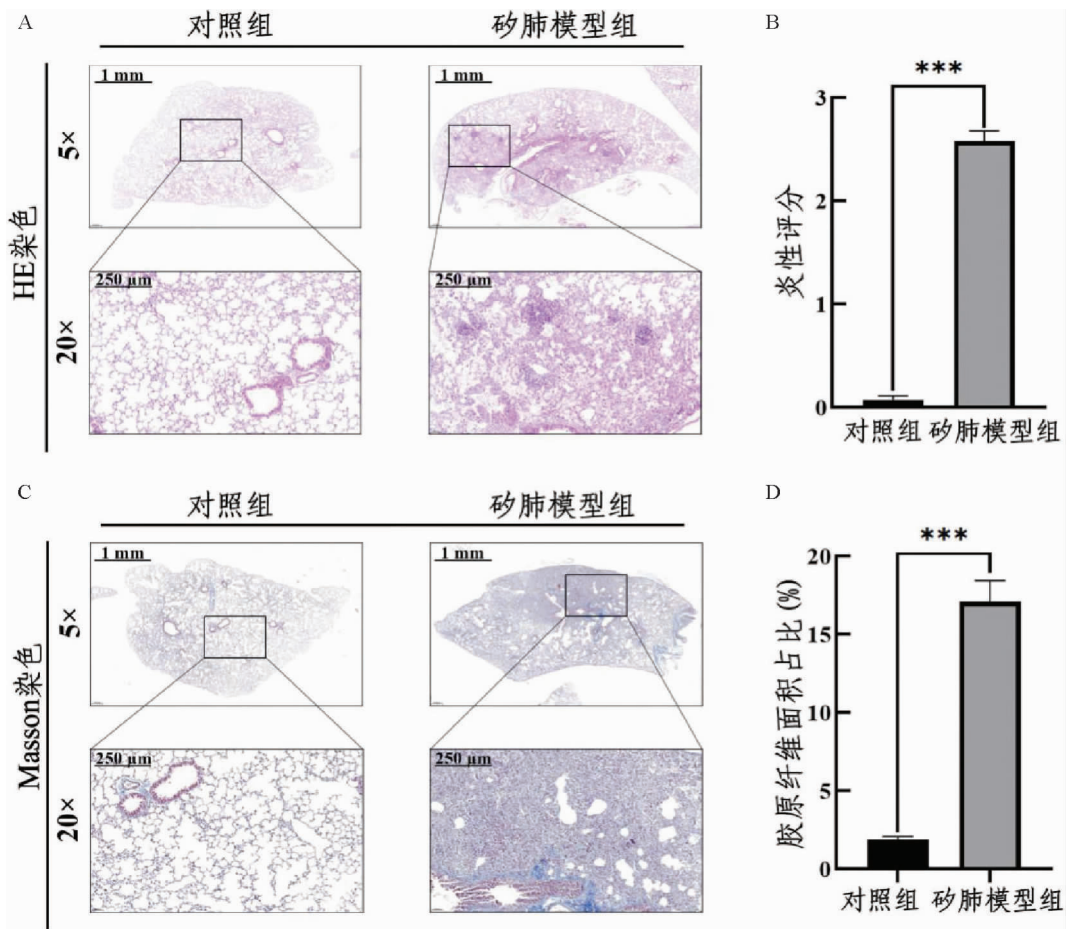 A
对照组 矽肺模型组
HE染色
5×
1 mm
1 mm
20×
250 μm
250 μm
B
***
炎性评分
3
2
1
0
对照组 矽肺模型组
C
对照组 矽肺模型组
Masson染色
5×
1 mm
1 mm
20×
250 μm
250 μm
D
***
胶原纤维面积占比(%)
20
15
10
5
0
对照组 矽肺模型组